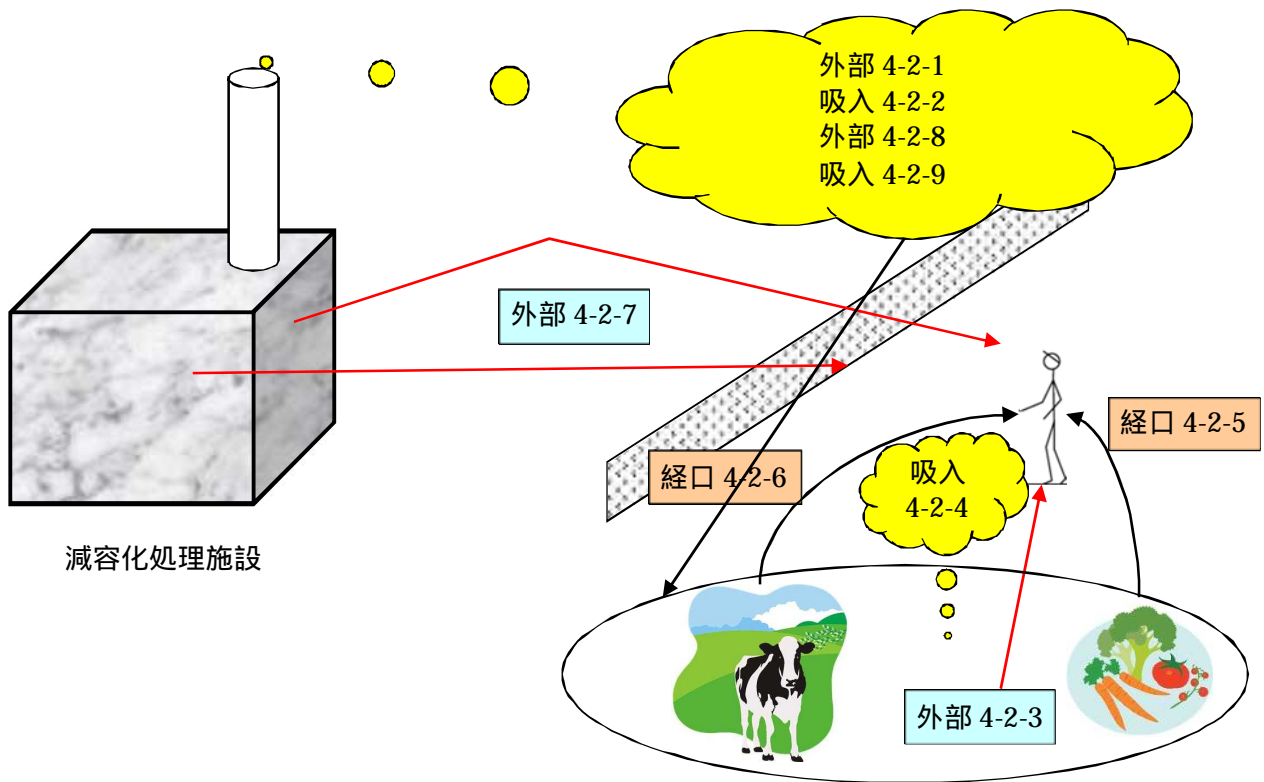 外部 4-2-1
吸入 4-2-2
外部 4-2-8
吸入 4-2-9
外部 4-2-7
経口 4-2-5
経口 4-2-6
吸入
4-2-4
減容化処理施設
外部 4-2-3